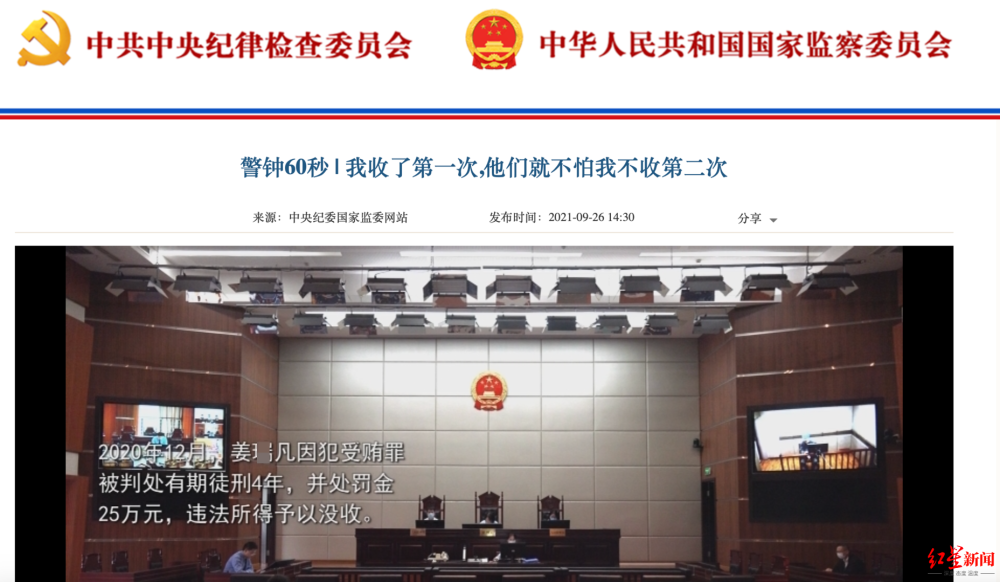 中共中央纪律检查委员会
中华人民共和国国家监察委员会
警钟60秒 | 我收了第一次,他们就不怕我不收第二次
来源：中央纪委国家监委网站
发布时间：2021-09-26 14:30
分享
2020年12月，姜瑞凡因犯受贿罪
被判处有期徒刑4年，并处罚金
25万元，违法所得予以没收。
红星新闻